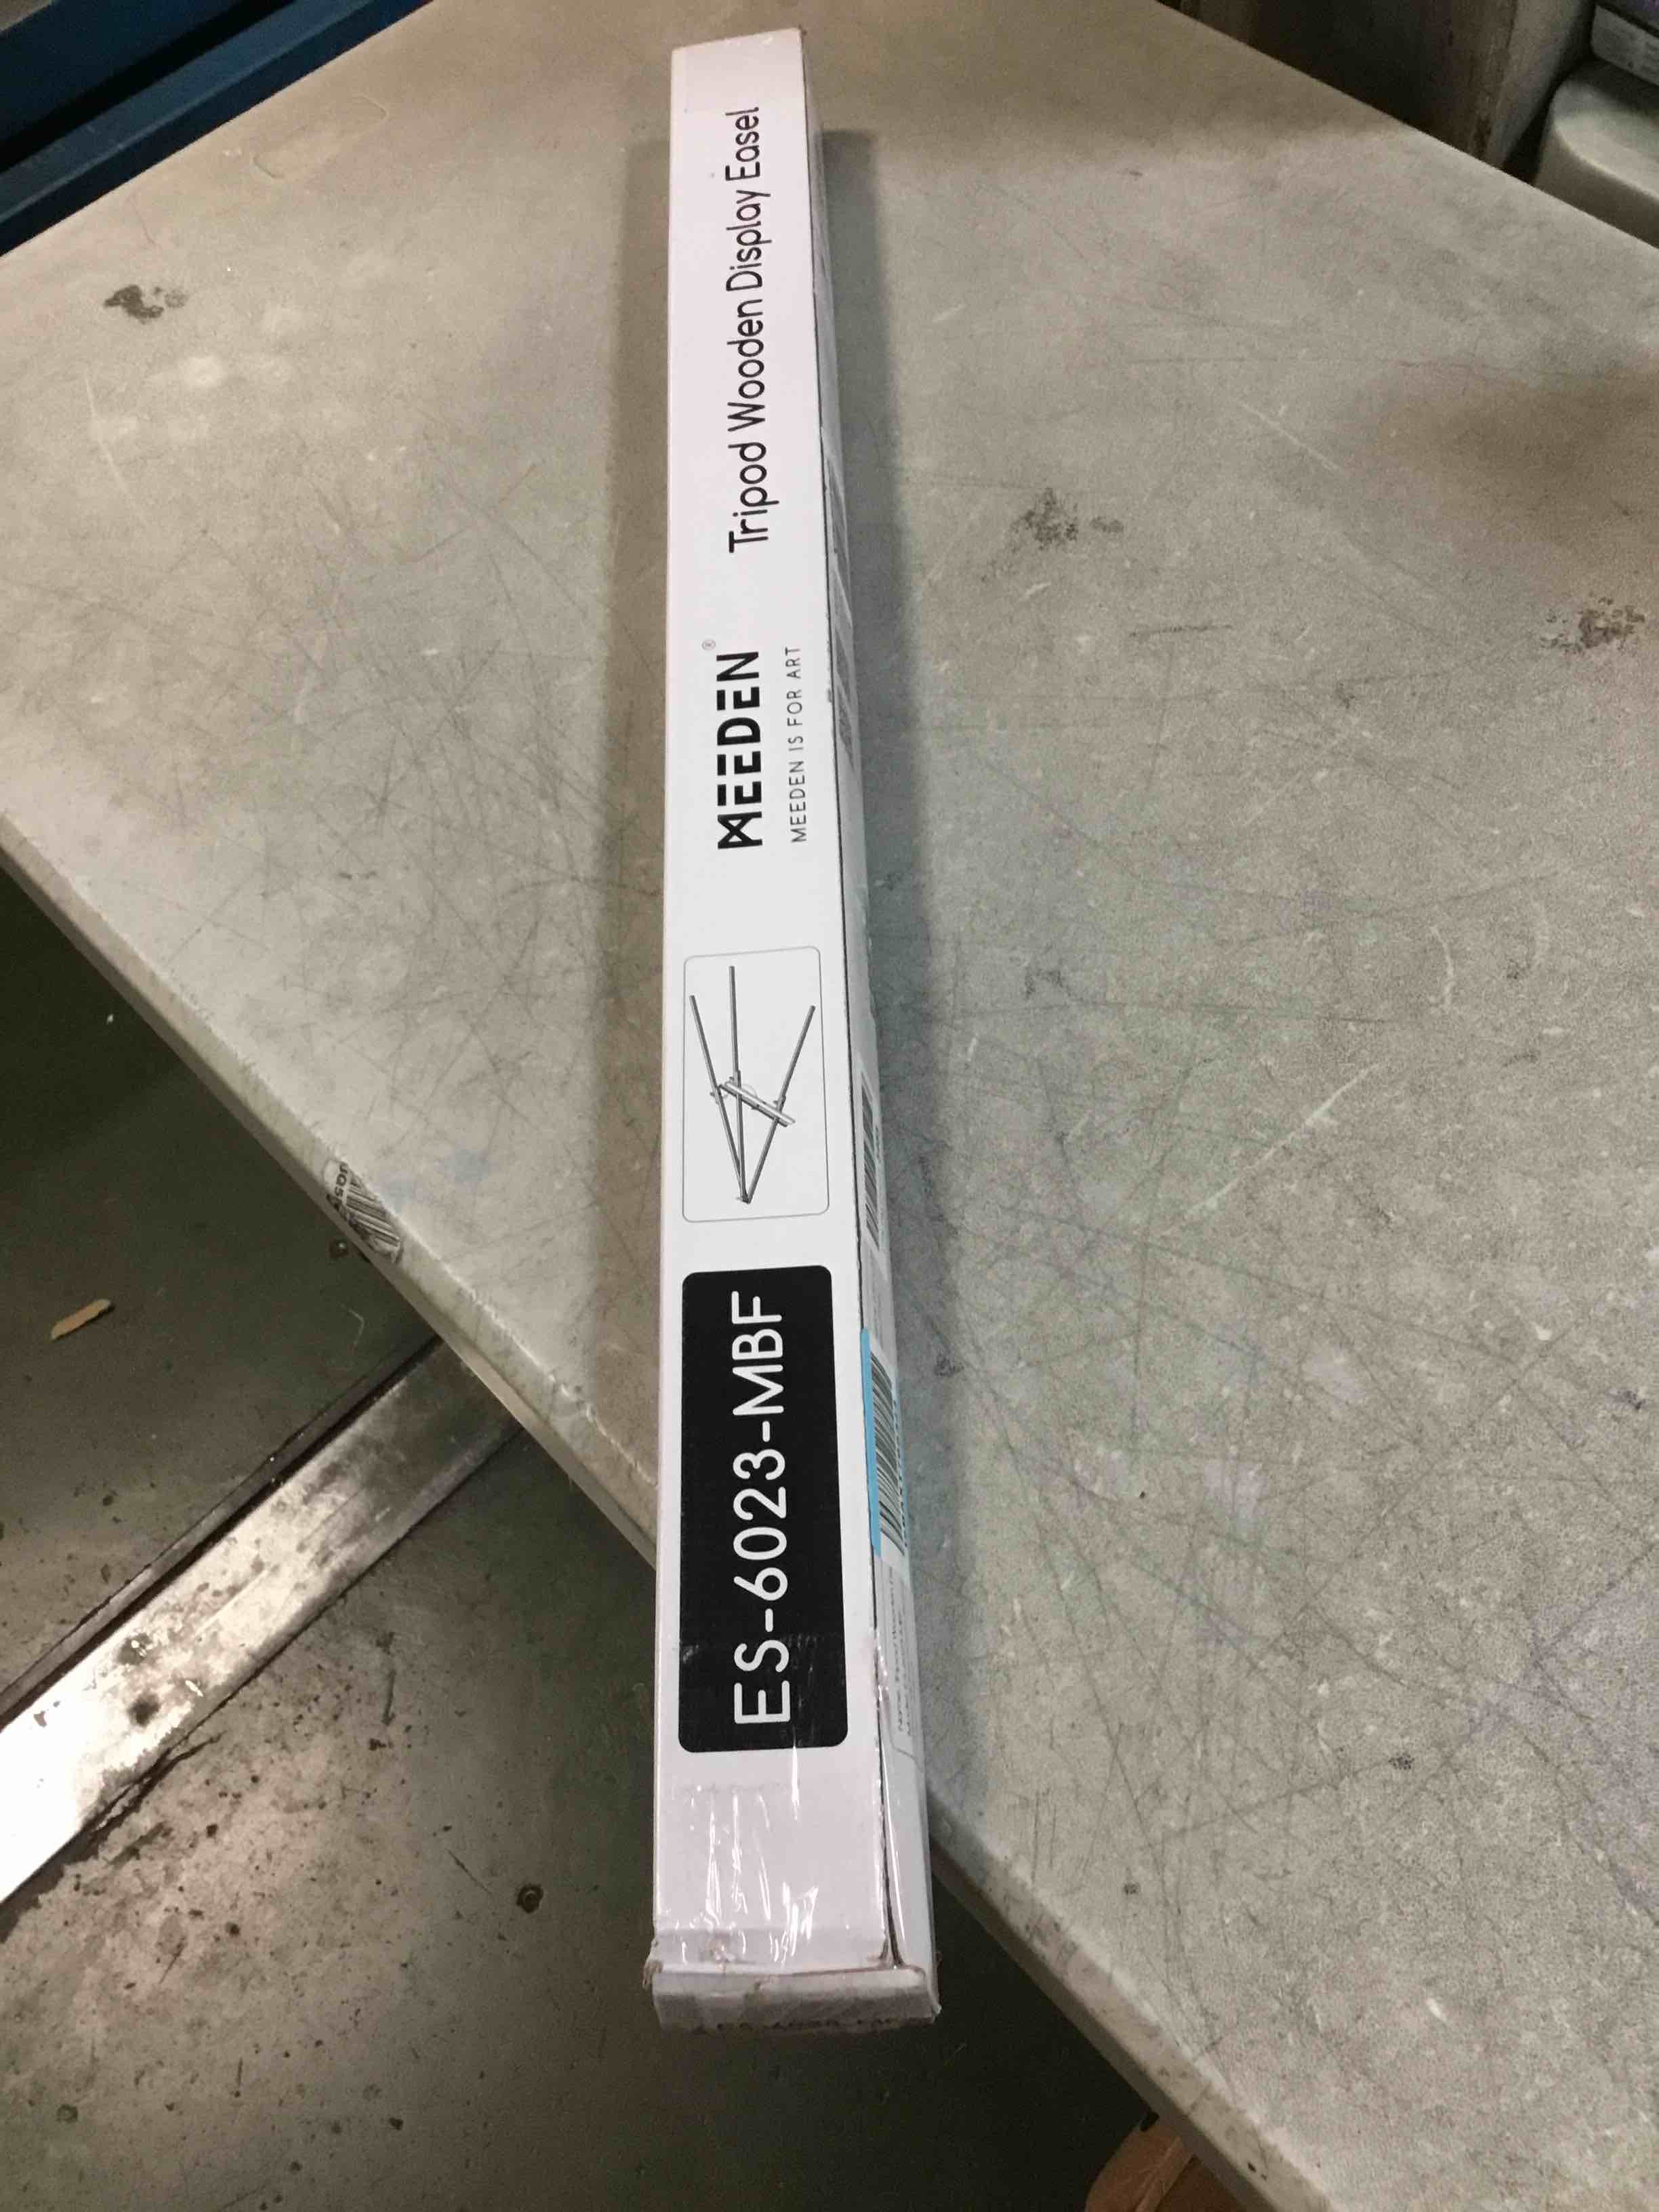 ES-6023-MBF
MEEDEN®
MEEDEN IS FOR ART
Tripod Wooden Display Easel